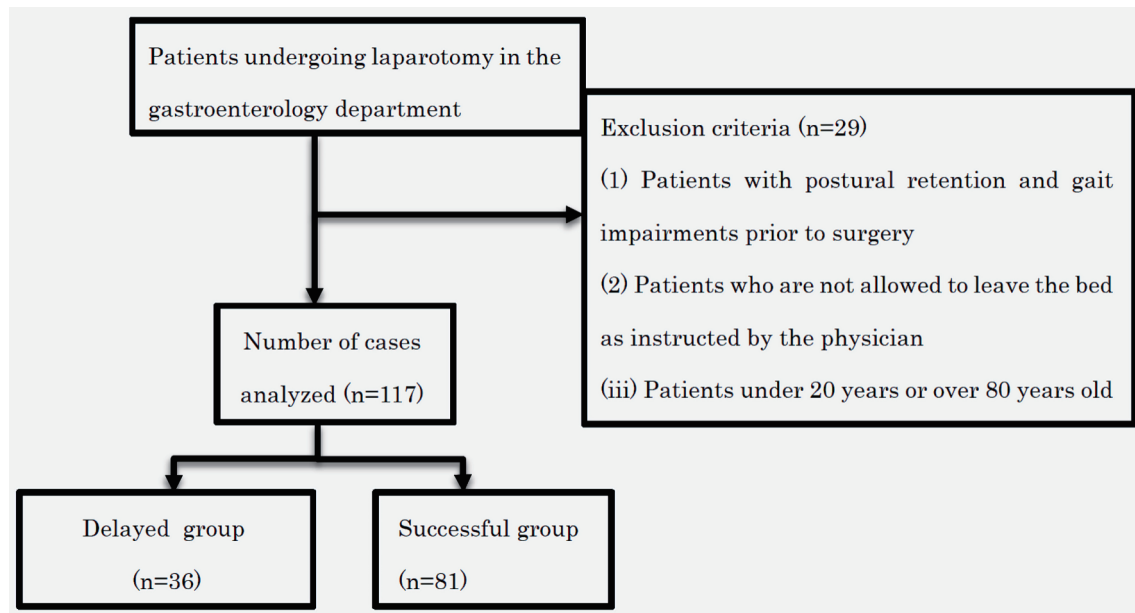 Patients undergoing laparotomy in the
gastroenterology department
Exclusion criteria (n=29)
(1) Patients with postural retention and gait
impairments prior to surgery
(2) Patients who are not allowed to leave the bed
as instructed by the physician
(iii) Patients under 20 years or over 80 years old
Number of cases
analyzed (n=117)
Delayed group
(n=36)
Successful group
(n=81)